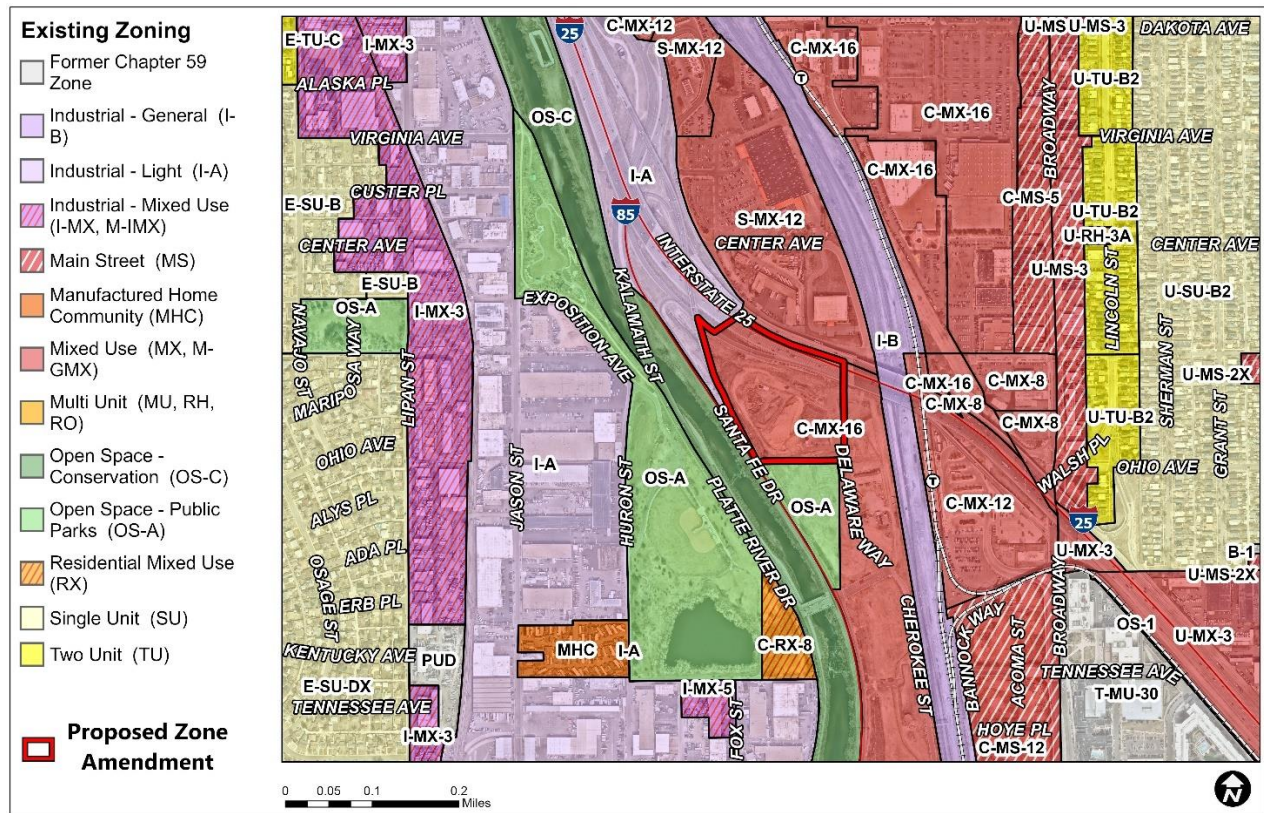 Existing Zoning
Former Chapter 59
Zone
Industrial - General (I-
B)
Industrial - Light (I-A)
Industrial - Mixed Use
(I-MX, M-IMX)
Main Street (MS)
Manufactured Home
Community (MHC)
Mixed Use (MX, M-
GMX)
Multi Unit (MU, RH,
RO)
Open Space -
Conservation (OS-C)
Open Space - Public
Parks (OS-A)
Residential Mixed Use
(RX)
Single Unit (SU)
Two Unit (TU)
Proposed Zone
Amendment
E-TU-C
I-MX-3
25
C-MX-12
S-MX-12
C-MX-16
U-MS
U-MS-3
DAKOTA AVE
ALASKA PL
T
U-TU-B2
OS-C
C-MX-16
VIRGINIA AVE
BROADWAY
VIRGINIA AVE
I-A
C-MX-16
CUSTER PL
E-SU-B
85
S-MX-12
C-MS-5
U-TU-B2
CENTER AVE
CENTER AVE
U-RH-3A
CENTER AVE
INTERSTATE 25
KALAMATH ST
U-MS-3
LINCOLN ST
E-SU-B
OS-A
I-MX-3
EXPOSITION AVE
U-SU-B2
NAVAJO ST
MARIPOSA WAY
LIPAN ST
I-B
SHERMAN ST
C-MX-16
C-MX-8
C-MX-8
U-MS-2X
GRANT ST
SANTA FE DR
C-MX-16
C-MX-8
U-TU-B2
OHIO AVE
DELAWARE WAY
WALSH PL
OHIO AVE
JASON ST
I-A
HURON ST
OS-A
OS-A
T
C-MX-12
ALYS PL
PLATTE RIVER DR
25
ADA PL
OSAGE ST
U-MX-3
B-1
U-MS-2X
ERB PL
CHEROKEE ST
BANNOCK WAY
ACOMA ST
BROADWAY
OS-1
U-MX-3
KENTUCKY AVE
PUD
MHC
I-A
C-RX-8
TENNESSEE AVE
E-SU-DX
TENNESSEE AVE
I-MX-5
T-MU-30
I-MX-3
FOX ST
HOYE PL
C-MS-12
0 0.05 0.1 0.2
Miles
N